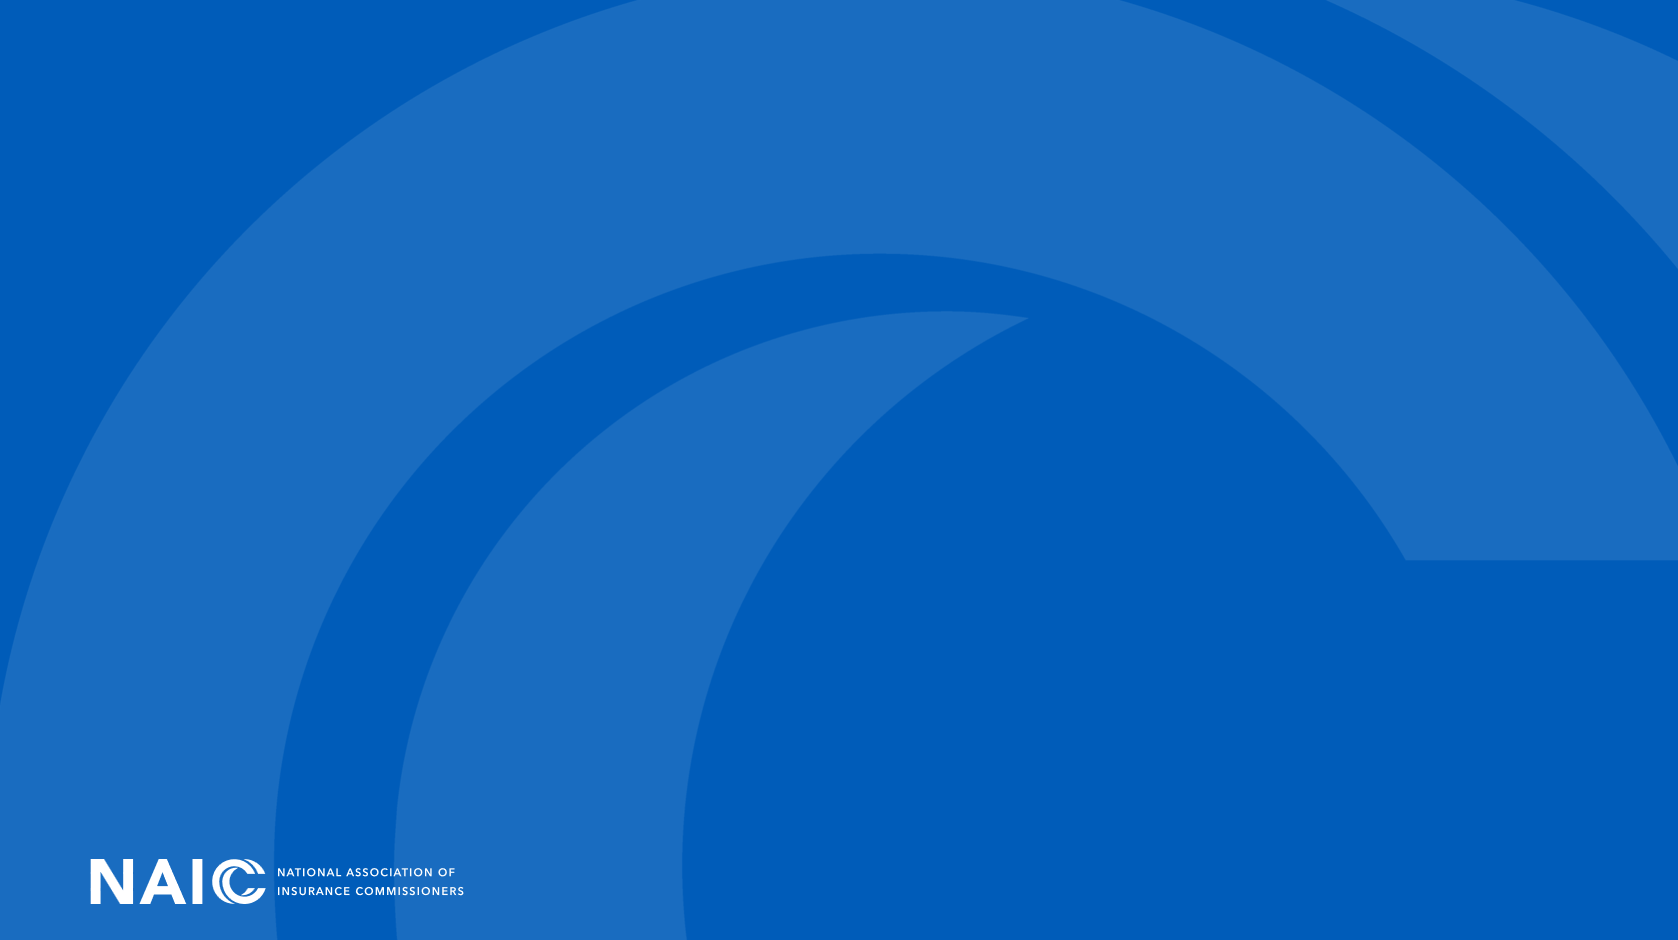 NAIC
NATIONAL ASSOCIATION OF
INSURANCE COMMISSIONERS